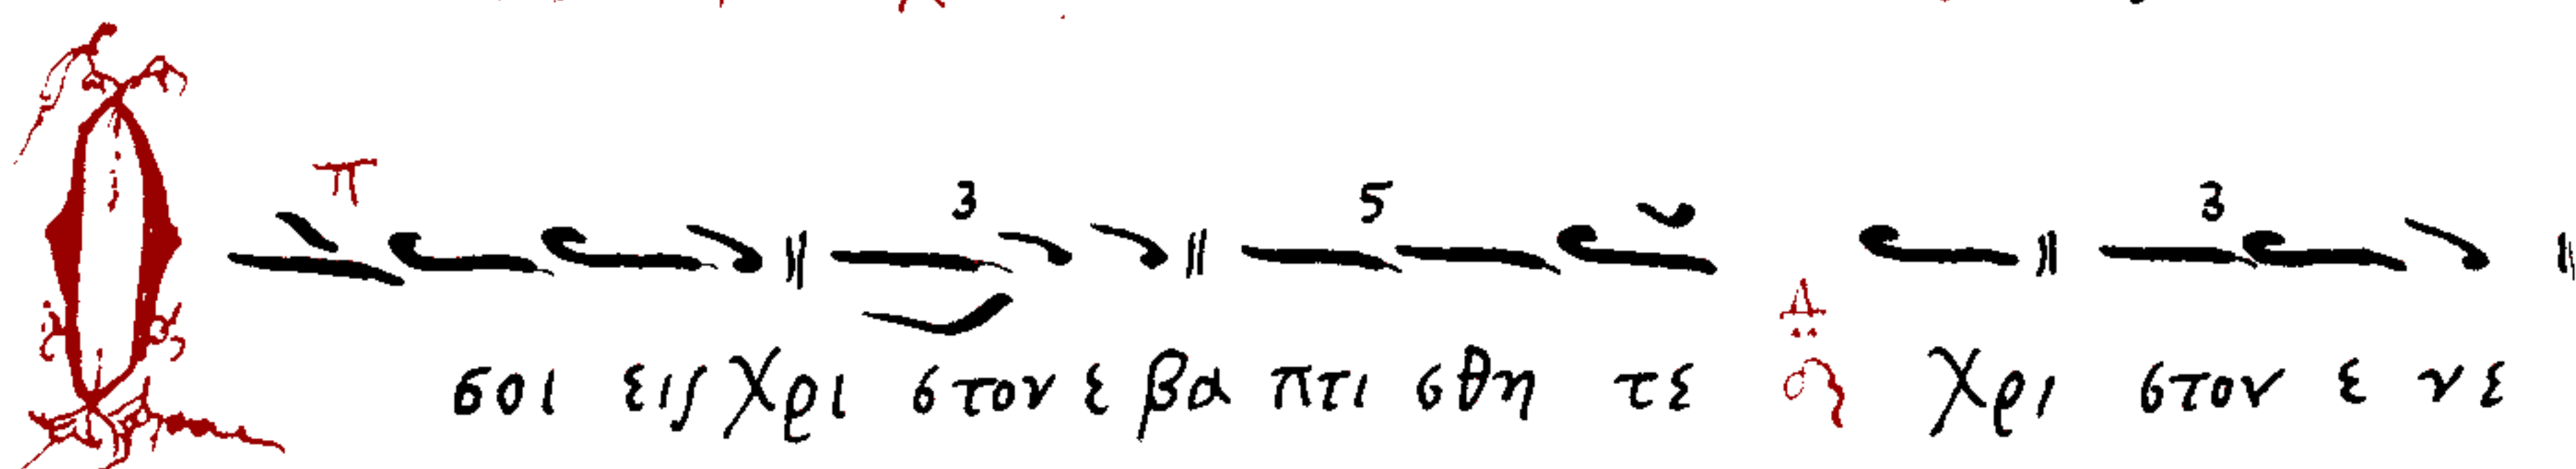 π 3 5 3
Ο σοι εις Χρι στον ε βα πτι σθη τε Δ Χρι στον ε νε